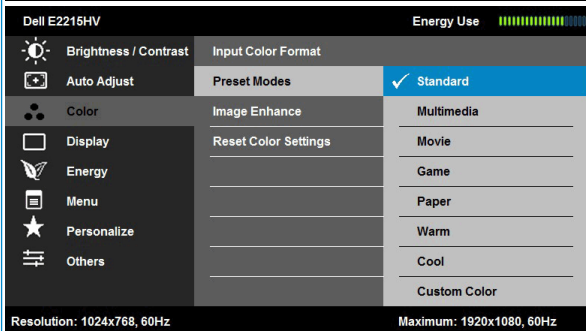 Dell E2215HV Energy Use
Brightness / Contrast Input Color Format
Auto Adjust Preset Modes Standard
Color Image Enhance Multimedia
Display Reset Color Settings Movie
Energy Game
Menu Paper
Personalize Warm
Others Cool
Custom Color
Resolution: 1024x768, 60Hz Maximum: 1920x1080, 60Hz